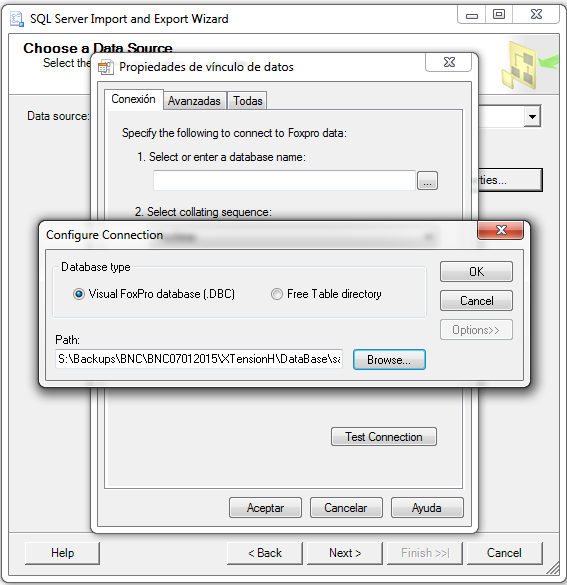 SQL Server Import and Export Wizard
Choose a Data Source
Select the
Propiedades de vínculo de datos
Conexión Avanzadas Todas
Data source:
Specify the following to connect to Foxpro data:
1. Select or enter a database name:
...
ties...
2. Select collating sequence:
Configure Connection
Database type
Visual FoxPro database (.DBC)
Free Table directory
OK
Cancel
Options>>
Path:
S:\Backups\BNC\BNC07012015\XTensionH\DataBase\sa
Browse...
Test Connection
Aceptar Cancelar Ayuda
Help < Back Next > Finish >>| Cancel